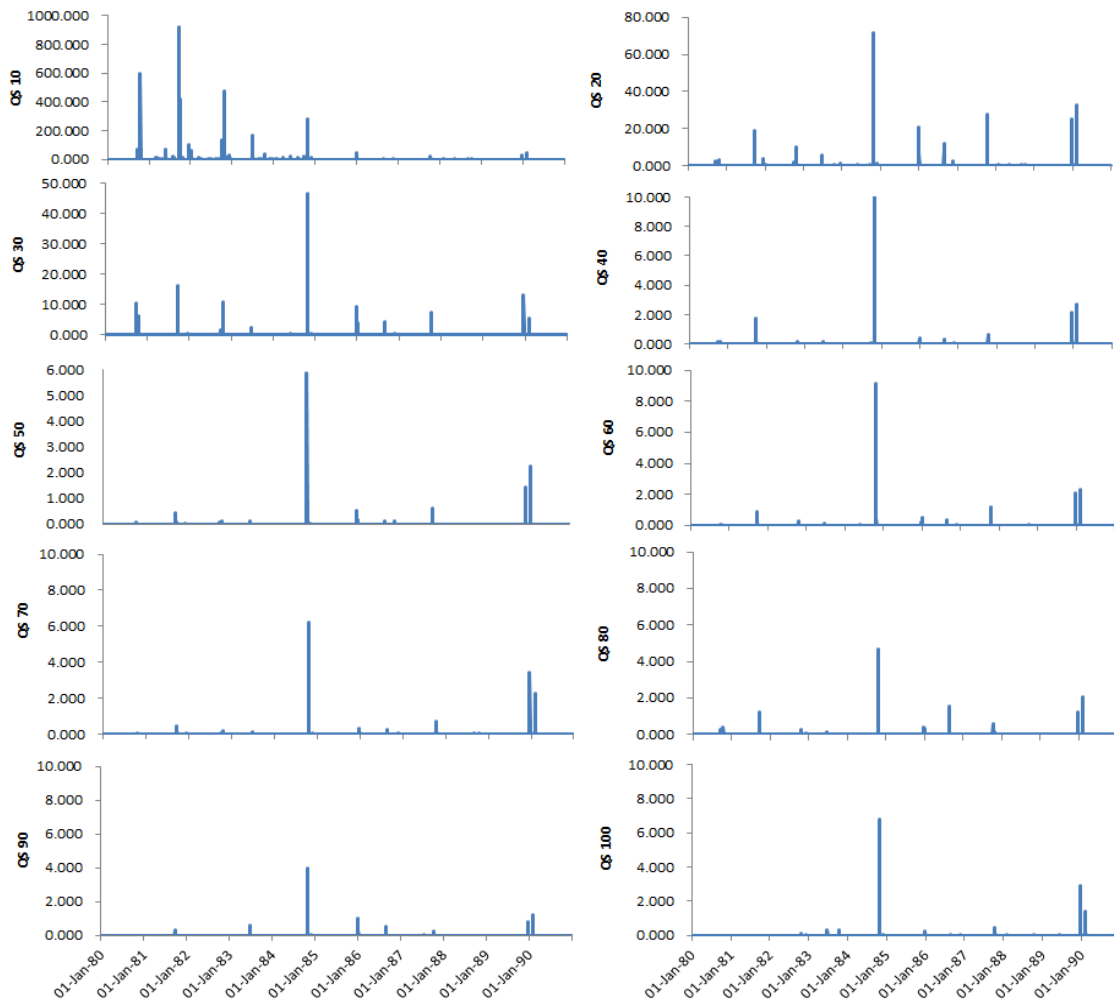 1000.000
800.000
600.000
400.000
200.000
0.000
QS 10
80.000
60.000
40.000
20.000
0.000
QS 20
50.000
40.000
30.000
20.000
10.000
0.000
QS 30
10.000
8.000
6.000
4.000
2.000
0.000
QS 40
6.000
5.000
4.000
3.000
2.000
1.000
0.000
QS 50
10.000
8.000
6.000
4.000
2.000
0.000
QS 60
10.000
8.000
6.000
4.000
2.000
0.000
QS 70
10.000
8.000
6.000
4.000
2.000
0.000
QS 80
10.000
8.000
6.000
4.000
2.000
0.000
QS 90
01-Jan-80
01-Jan-81
01-Jan-82
01-Jan-83
01-Jan-84
01-Jan-85
01-Jan-86
01-Jan-87
01-Jan-88
01-Jan-89
01-Jan-90
10.000
8.000
6.000
4.000
2.000
0.000
QS 100
01-Jan-80
01-Jan-81
01-Jan-82
01-Jan-83
01-Jan-84
01-Jan-85
01-Jan-86
01-Jan-87
01-Jan-88
01-Jan-89
01-Jan-90